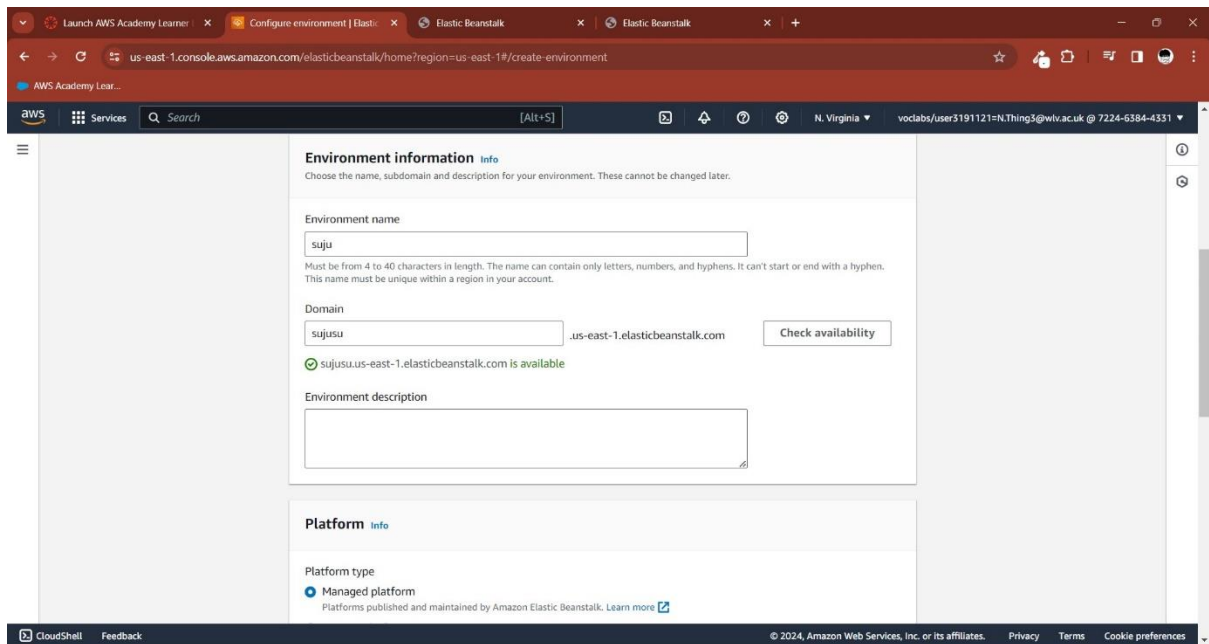 Launch AWS Academy Learner
Configure environment | Elastic
Elastic Beanstalk
Elastic Beanstalk
us-east-1.console.aws.amazon.com/elasticbeanstalk/home?region=us-east-1#/create-environment
AWS Academy Lear...
aws
Services
Search
[Alt+S]
N. Virginia
voclabs/user3191121=N.Thing3@wlv.ac.uk @ 7224-6384-4331
Environment information Info
Choose the name, subdomain and description for your environment. These cannot be changed later.
Environment name
suju
Must be from 4 to 40 characters in length. The name can contain only letters, numbers, and hyphens. It can't start or end with a hyphen.
This name must be unique within a region in your account.
Domain
sujusu
.us-east-1.elasticbeanstalk.com
Check availability
sujusu.us-east-1.elasticbeanstalk.com is available
Environment description
Platform Info
Platform type
Managed platform
Platforms published and maintained by Amazon Elastic Beanstalk. Learn more
CloudShell
Feedback
© 2024, Amazon Web Services, Inc. or its affiliates.
Privacy
Terms
Cookie preferences